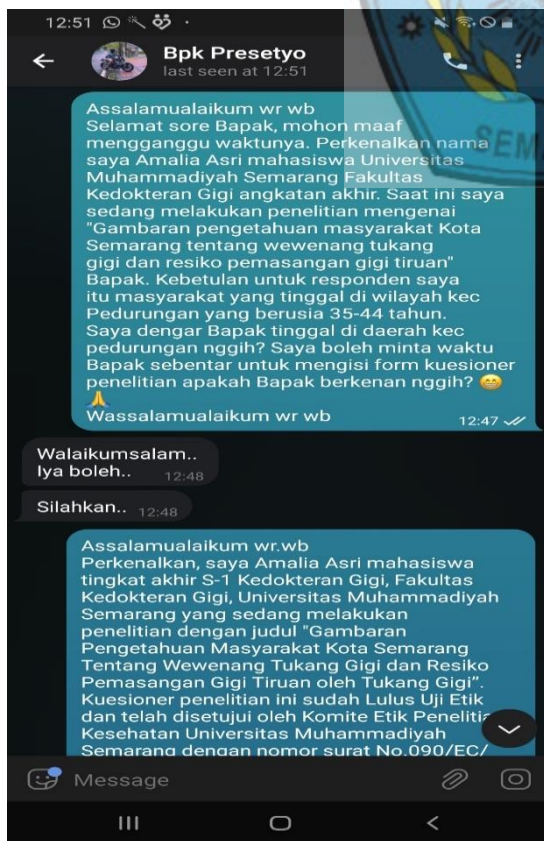 12:51
Bpk Presetyo
last seen at 12:51
SEM
Assalamualaikum wr wb
Selamat sore Bapak, mohon maaf
mengganggu waktunya. Perkenalkan nama
saya Amalia Asri mahasiswa Universitas
Muhammadiyah Semarang Fakultas
Kedokteran Gigi angkatan akhir. Saat ini saya
sedang melakukan penelitian mengenai
"Gambaran pengetahuan masyarakat Kota
Semarang tentang wewenang tukang
gigi dan resiko pemasangan gigi tiruan"
Bapak. Kebetulan untuk responden saya
itu masyarakat yang tinggal di wilayah kec
Pedurungan yang berusia 35-44 tahun.
Saya dengar Bapak tinggal di daerah kec
pedurungan nggih? Saya boleh minta waktu
Bapak sebentar untuk mengisi form kuesioner
penelitian apakah Bapak berkenan nggih? 😁
🙏
Wassalamualaikum wr wb
12:47
Walaikumsalam..
Iya boleh.. 12:48
Silahkan.. 12:48
Assalamualaikum wr.wb
Perkenalkan, saya Amalia Asri mahasiswa
tingkat akhir S-1 Kedokteran Gigi, Fakultas
Kedokteran Gigi, Universitas Muhammadiyah
Semarang yang sedang melakukan
penelitian dengan judul "Gambaran
Pengetahuan Masyarakat Kota Semarang
Tentang Wewenang Tukang Gigi dan Resiko
Pemasangan Gigi Tiruan oleh Tukang Gigi".
Kuesioner penelitian ini sudah Lulus Uji Etik
dan telah disetujui oleh Komite Etik Penelitia
Kesehatan Universitas Muhammadiyah
Semarang dengan nomor surat No.090/EC/
Message